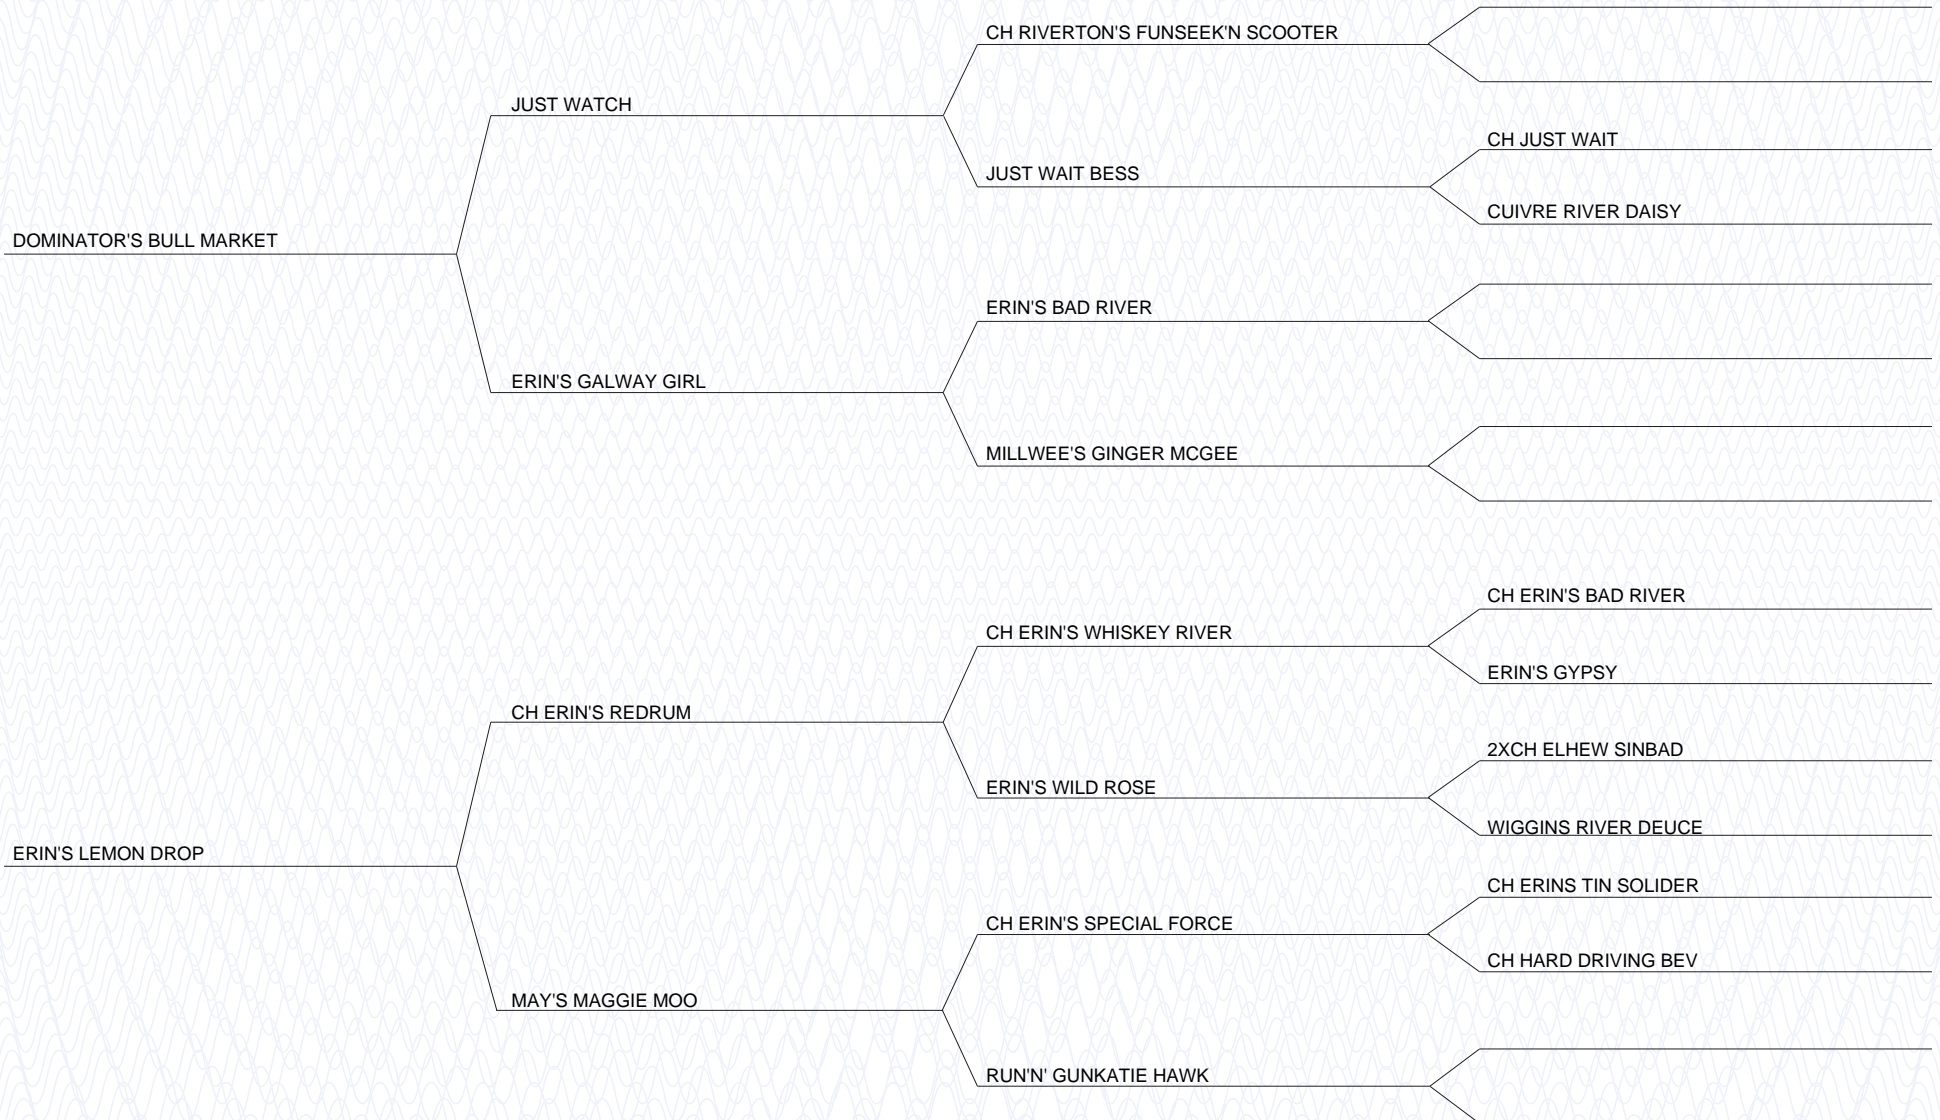 CH RIVERTON'S FUNSEEK'N SCOOTER
JUST WATCH
CH JUST WAIT
JUST WAIT BESS
CUIVRE RIVER DAISY
DOMINATOR'S BULL MARKET
ERIN'S BAD RIVER
ERIN'S GALWAY GIRL
MILLWEE'S GINGER MCGEE
CH ERIN'S BAD RIVER
CH ERIN'S WHISKEY RIVER
ERIN'S GYPSY
CH ERIN'S REDRUM
2XCH ELHEW SINBAD
ERIN'S WILD ROSE
WIGGINS RIVER DEUCE
ERIN'S LEMON DROP
CH ERINS TIN SOLIDER
CH ERIN'S SPECIAL FORCE
CH HARD DRIVING BEV
MAY'S MAGGIE MOO
RUN'N' GUNKATIE HAWK